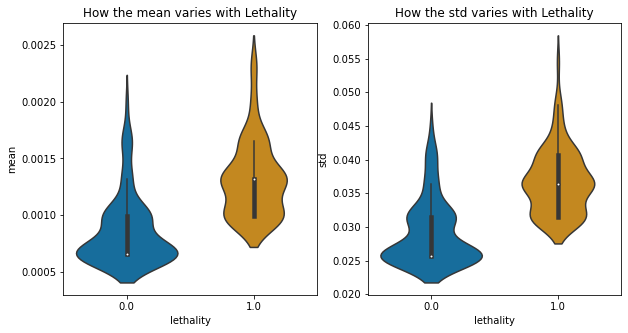 How the mean varies with Lethality
mean
0.0025
0.0020
0.0015
0.0010
0.0005
0.0 1.0
lethality
How the std varies with Lethality
std
0.060
0.055
0.050
0.045
0.040
0.035
0.030
0.025
0.020
0.0 1.0
lethality